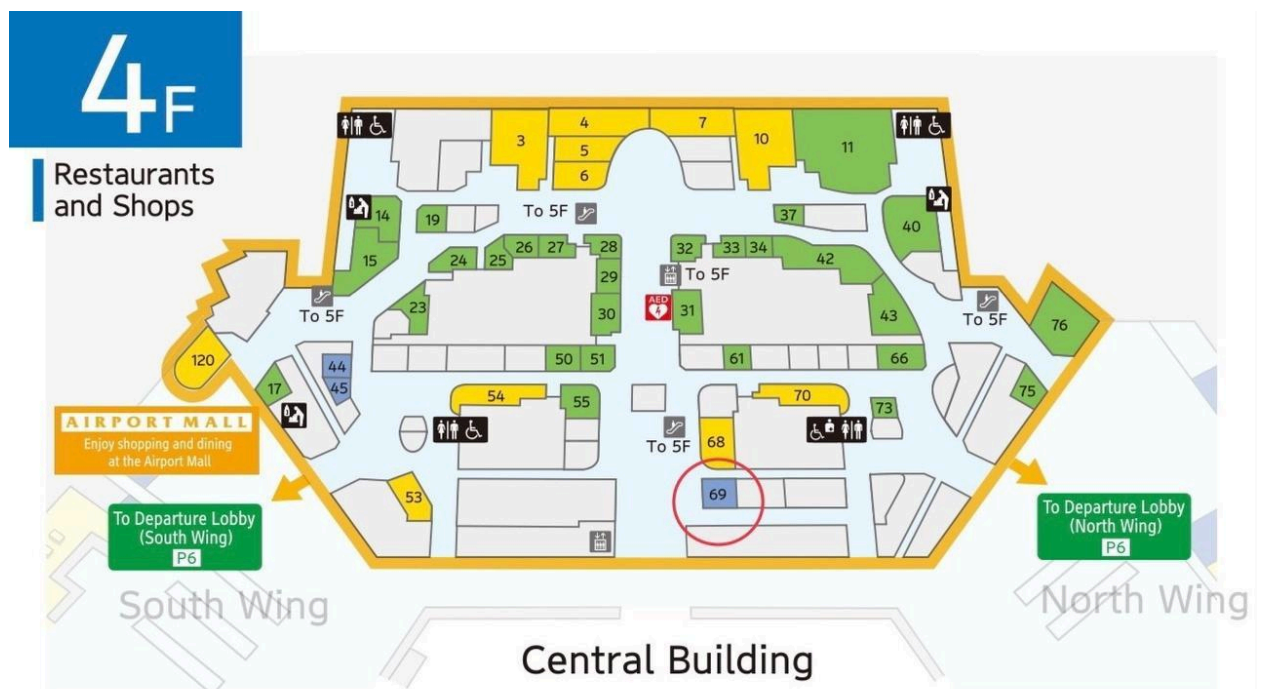 4F
Restaurants
and Shops
3
4
5
6
7
10
11
14
15
19
To 5F
37
40
24
25
26
27
28
29
30
32
33
34
42
To 5F
AED
31
43
23
To 5F
To 5F
76
120
44
45
17
50
51
61
66
75
54
55
70
73
68
To 5F
53
69
AIRPORT MALL
Enjoy shopping and dining
at the Airport Mall
To Departure Lobby
(South Wing)
P6
To Departure Lobby
(North Wing)
P6
South Wing
North Wing
Central Building